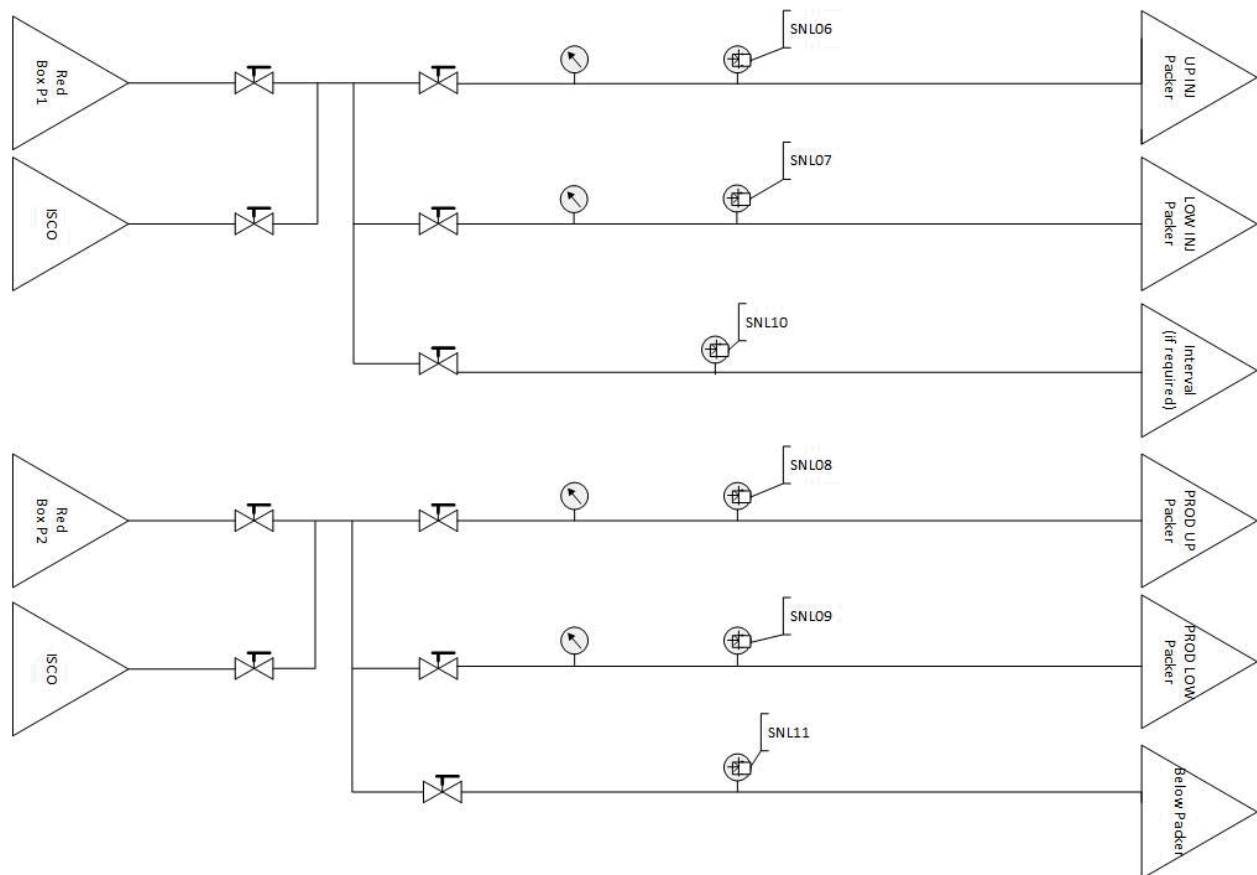 Red
Box P1
SNL06
UP INJ
Packer
ISCO
SNL07
LOW INJ
Packer
SNL10
Interval
(if required)
Red
Box P2
SNL08
PROD UP
Packer
ISCO
SNL09
PROD LOW
Packer
SNL11
Below Packer